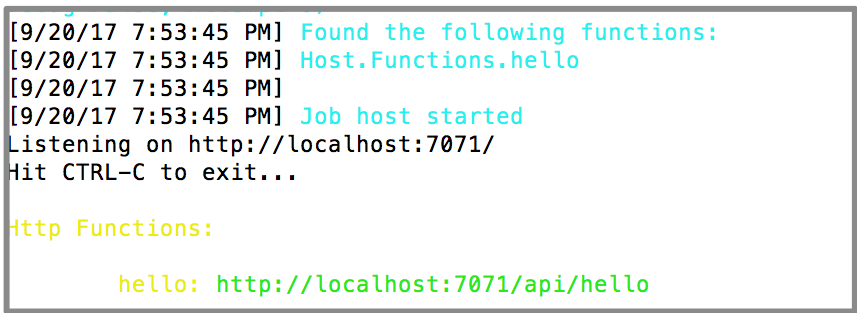 [9/20/17 7:53:45 PM] Found the following functions:
[9/20/17 7:53:45 PM] Host.Functions.hello
[9/20/17 7:53:45 PM]
[9/20/17 7:53:45 PM] Job host started
Listening on http://localhost:7071/
Hit CTRL-C to exit...
Http Functions:
hello: http://localhost:7071/api/hello